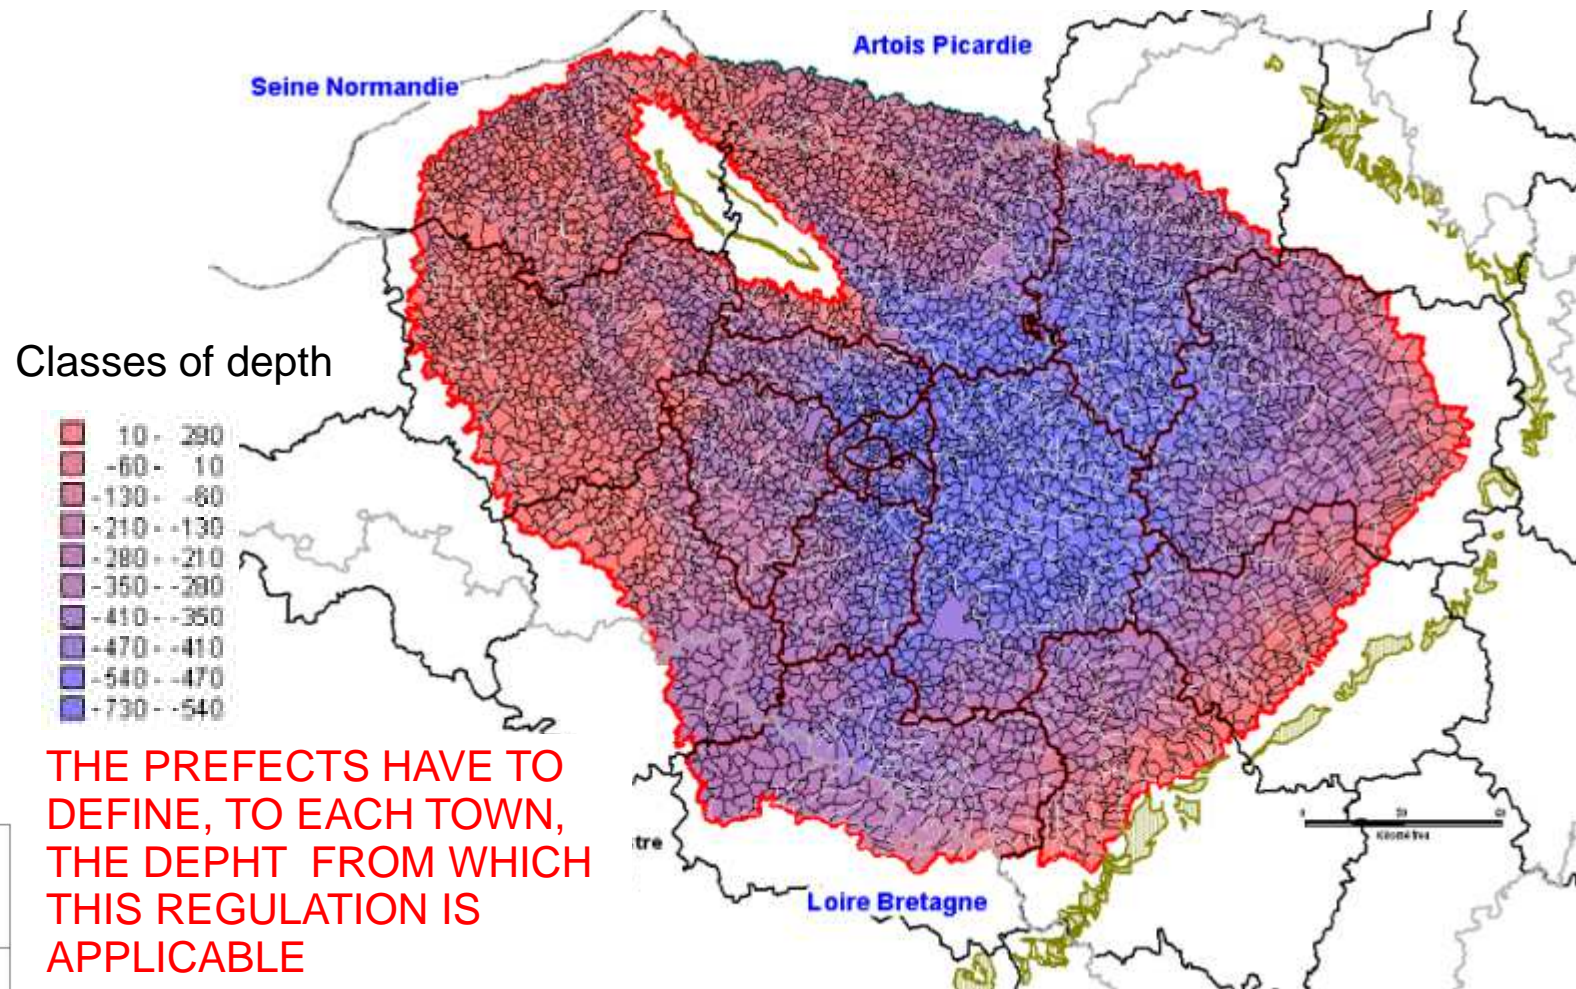 Artois Picardie
Seine Normandie
Classes of depth
10 - 280
-60 - 10
-130 - -60
-210 - -130
-280 - -210
-350 - -280
-410 - -350
-470 - -410
-540 - -470
-730 - -540
THE PREFECTS HAVE TO
DEFINE, TO EACH TOWN,
THE DEPHT FROM WHICH
THIS REGULATION IS
APPLICABLE
tre
Loire Bretagne